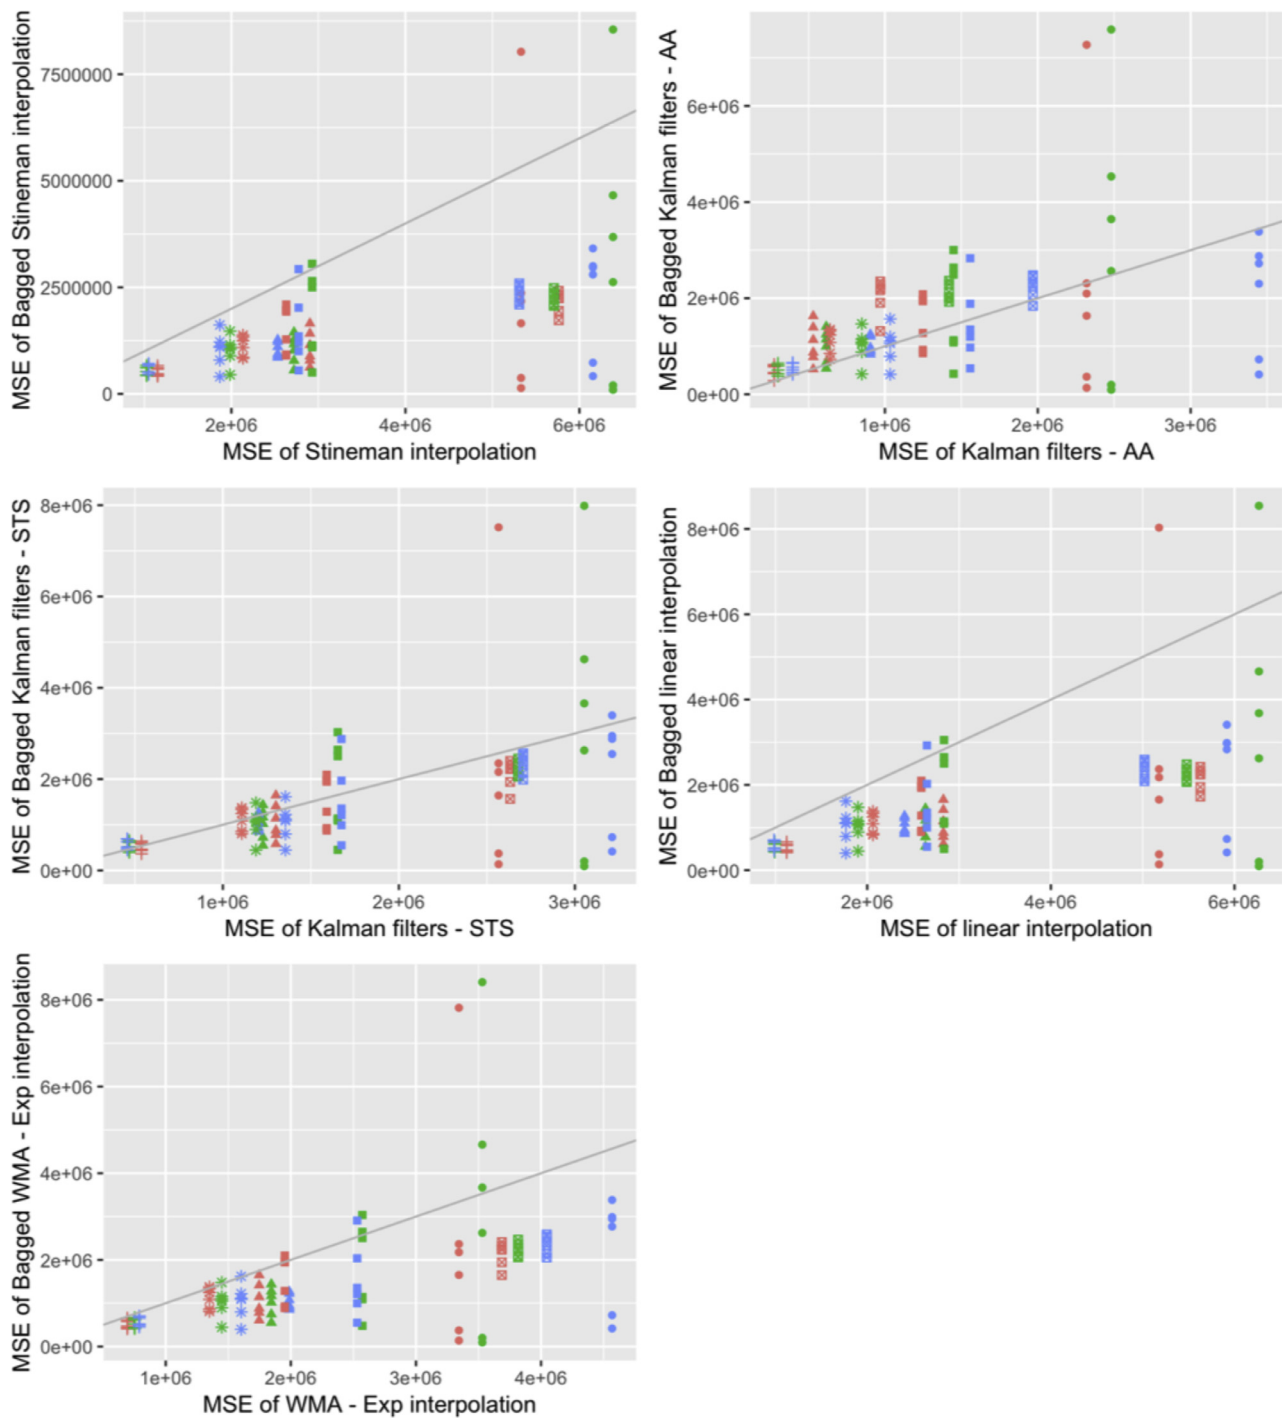 MSE of Bagged Stineman interpolation
7500000
5000000
2500000
0
2e+06
4e+06
6e+06
MSE of Stineman interpolation
MSE of Bagged Kalman filters - AA
6e+06
4e+06
2e+06
0e+00
1e+06
2e+06
3e+06
MSE of Kalman filters - AA
MSE of Bagged Kalman filters - STS
8e+06
6e+06
4e+06
2e+06
0e+00
1e+06
2e+06
3e+06
MSE of Kalman filters - STS
MSE of Bagged linear interpolation
8e+06
6e+06
4e+06
2e+06
0e+00
2e+06
4e+06
6e+06
MSE of linear interpolation
MSE of Bagged WMA - Exp interpolation
8e+06
6e+06
4e+06
2e+06
0e+00
1e+06
2e+06
3e+06
4e+06
MSE of WMA - Exp interpolation